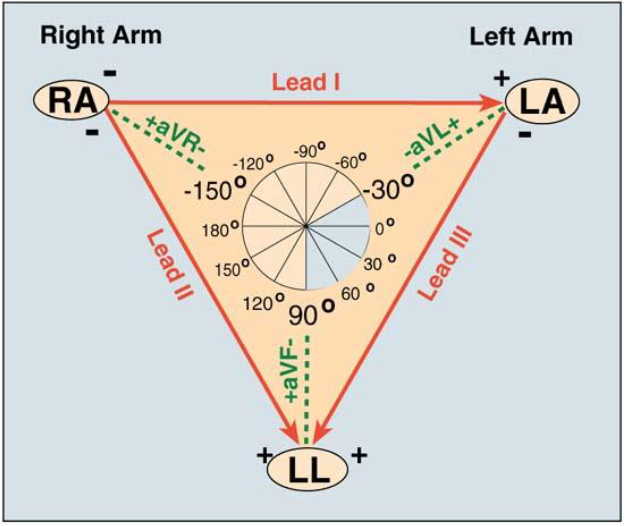 Right Arm
Left Arm
-
+
Lead I
RA
LA
-
-
+aVR-
-aVL+
-90°
-120°
-60°
-150°
-30°
180°
0°
Lead II
Lead III
150°
30°
120°
60°
90°
+aVF-
+
+
LL